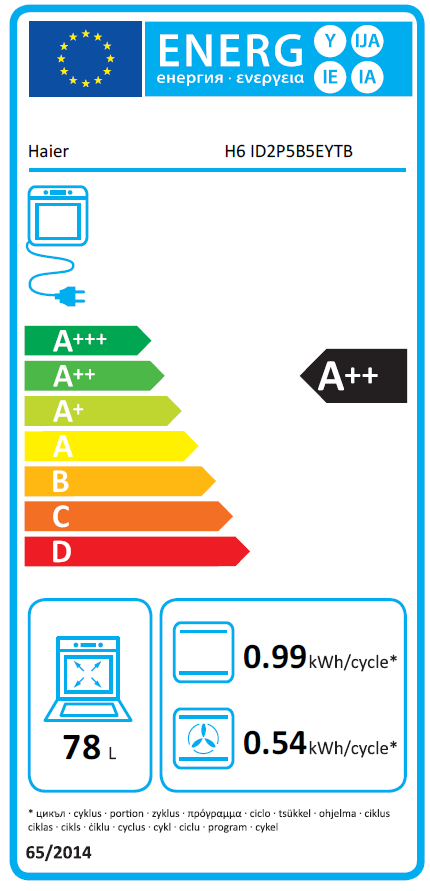 ENERG Y IJA
енергия · ενεργεια IE IA
Haier H6 ID2P5B5EYTB
A+++
A++
A++
A+
A
B
C
D
0.99 kWh/cycle*
78 L
0.54 kWh/cycle*
* цикъл · cyklus · portion · zyklus · πρόγραμμα · ciclo · tsükkel · ohjelma · ciklus
ciklas · cikls · ċiklu · cyclus · cykl · ciclu · program · cykel
65/2014